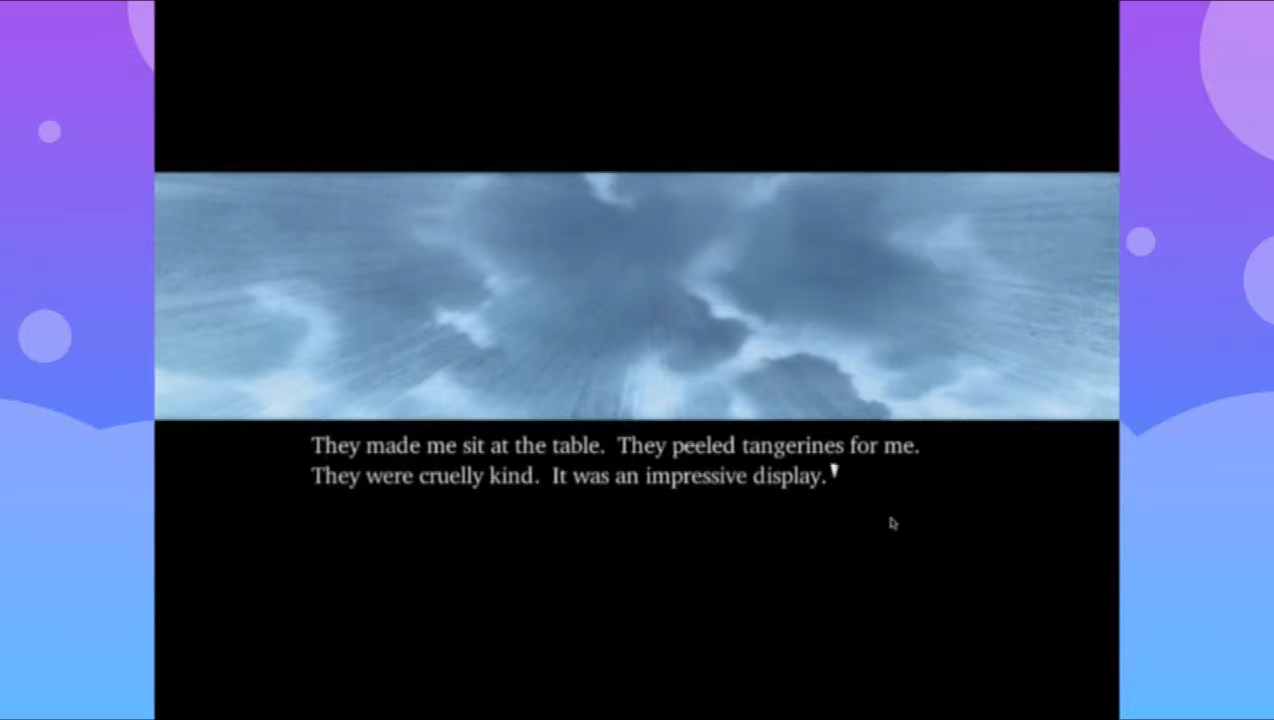 They made me sit at the table.  They peeled tangerines for me.
They were cruelly kind.  It was an impressive display.